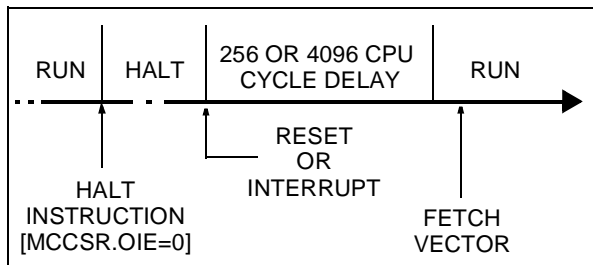 RUN
HALT
256 OR 4096 CPU
CYCLE DELAY
RUN
RESET
OR
INTERRUPT
HALT
INSTRUCTION
[MCCSR.OIE=0]
FETCH
VECTOR